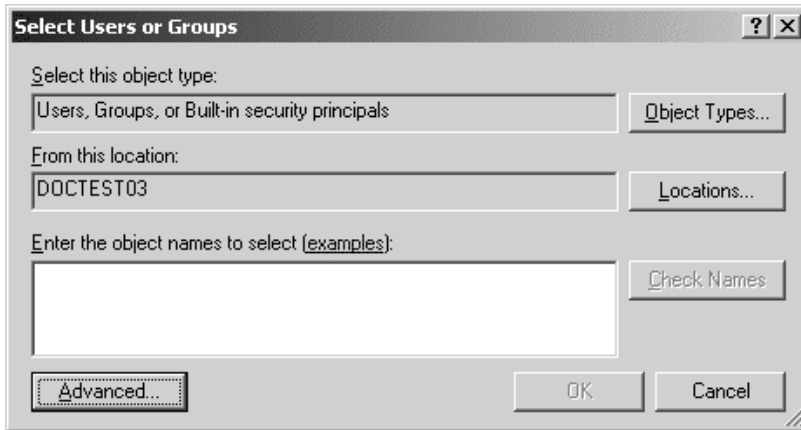 Select Users or Groups
Select this object type:
Users, Groups, or Built-in security principals
Object Types...
From this location:
DOCTEST03
Locations...
Enter the object names to select (examples):
Check Names
Advanced...
OK
Cancel